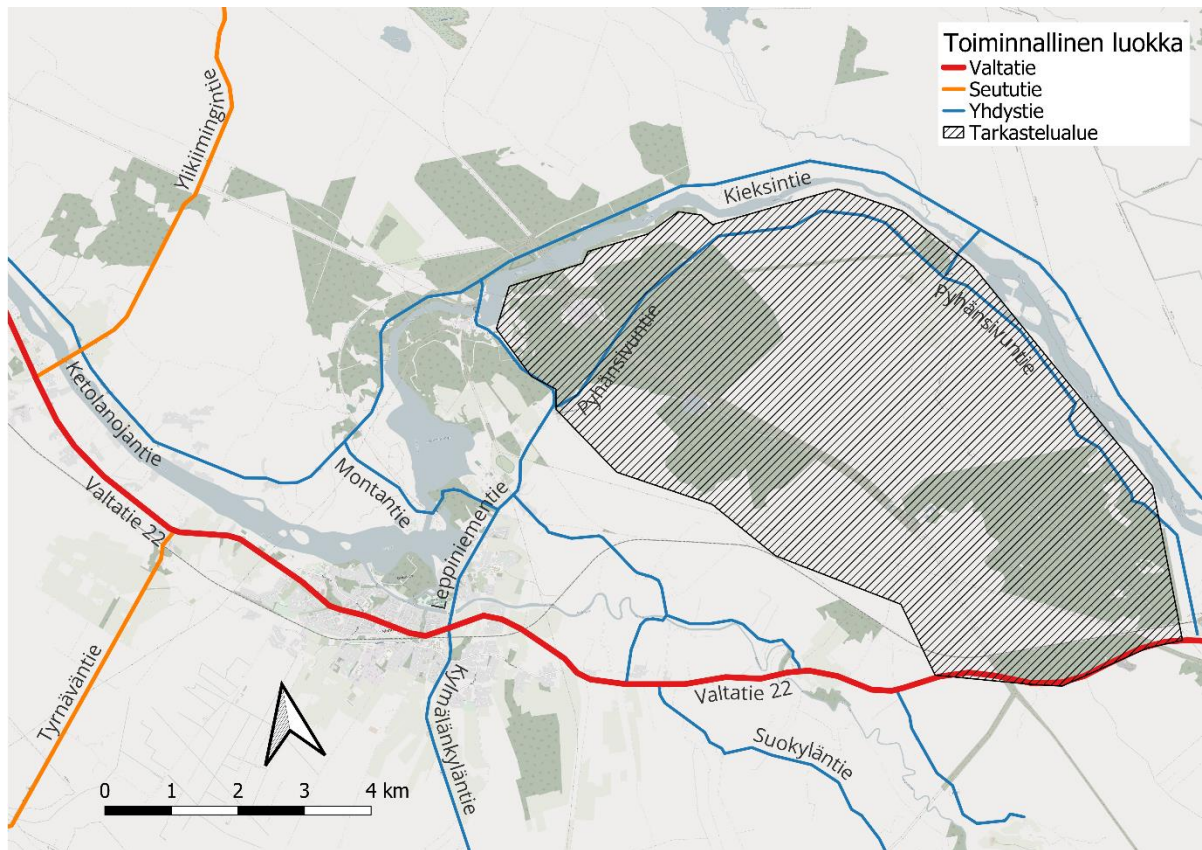 Toiminnallinen luokka
Valtatie
Seututie
Yhdystie
Tarkastelualue
Ylikiimingintie
Kieksintie
Pyhänsivuntie
Pyhänsivuntie
Ketolanojantie
Montantie
Valtatie 22
Leppiniementie
Tyrnäväntie
Kylmälänkyläntie
Valtatie 22
Suokyläntie
0 1 2 3 4 km